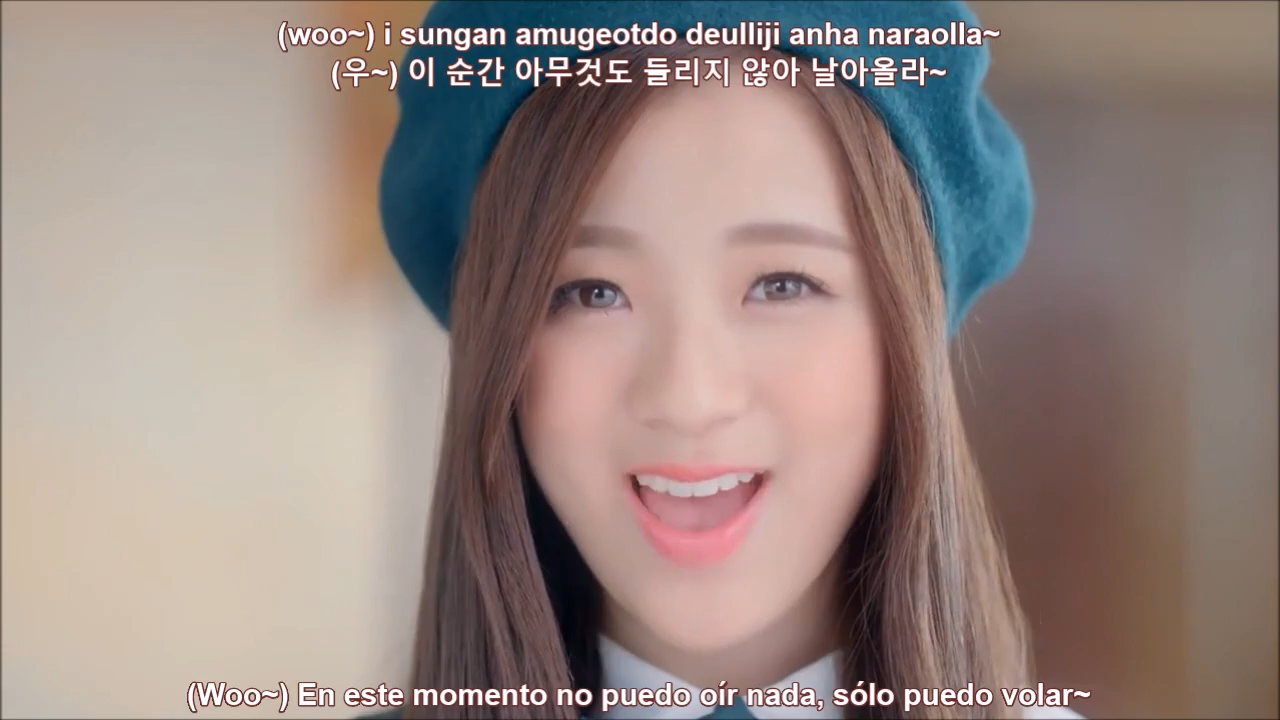 (woo~) i sungan amugeotdo deulliji anha naraolla~
(우~) 이 순간 아무것도 들리지 않아 날아올라~
(Woo~) En este momento no puedo oír nada, sólo puedo volar~